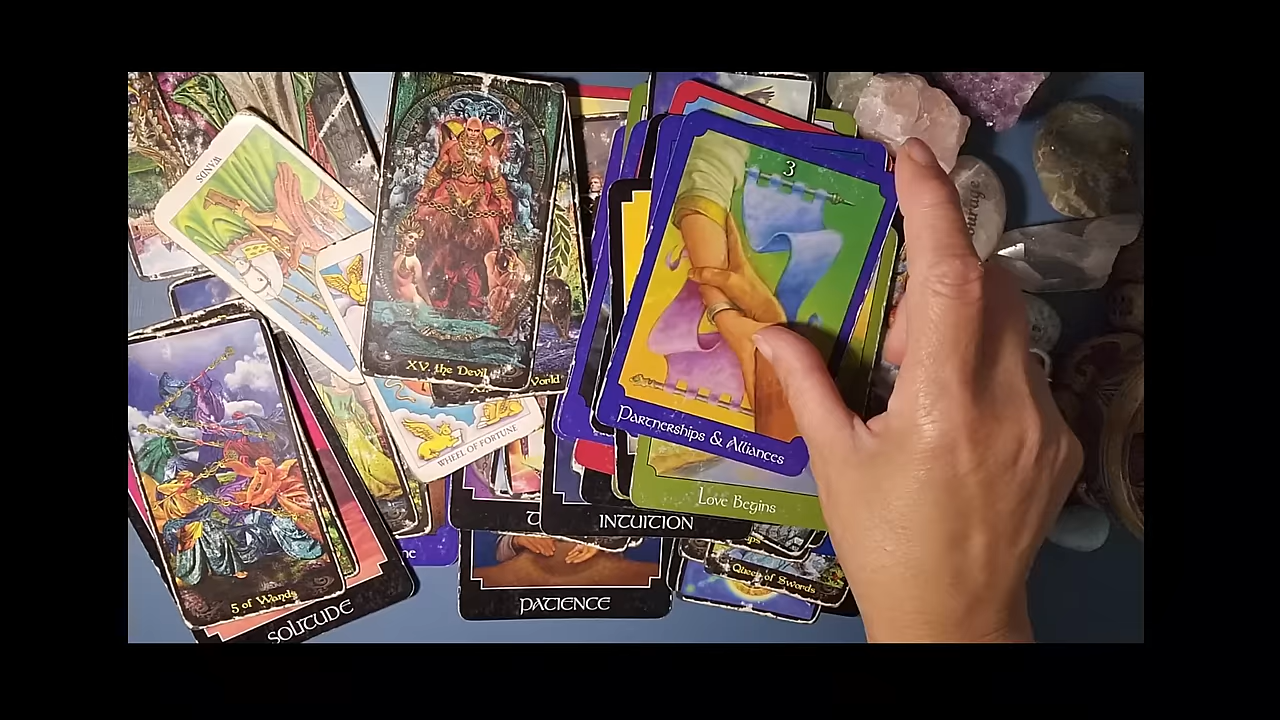 WANDS
XV. the Devil
World
WHEEL OF FORTUNE
5 of Wands
SOLITUDE
3
Partnerships & Alliances
Love Begins
INTUITION
PATIENCE
Queen of Swords